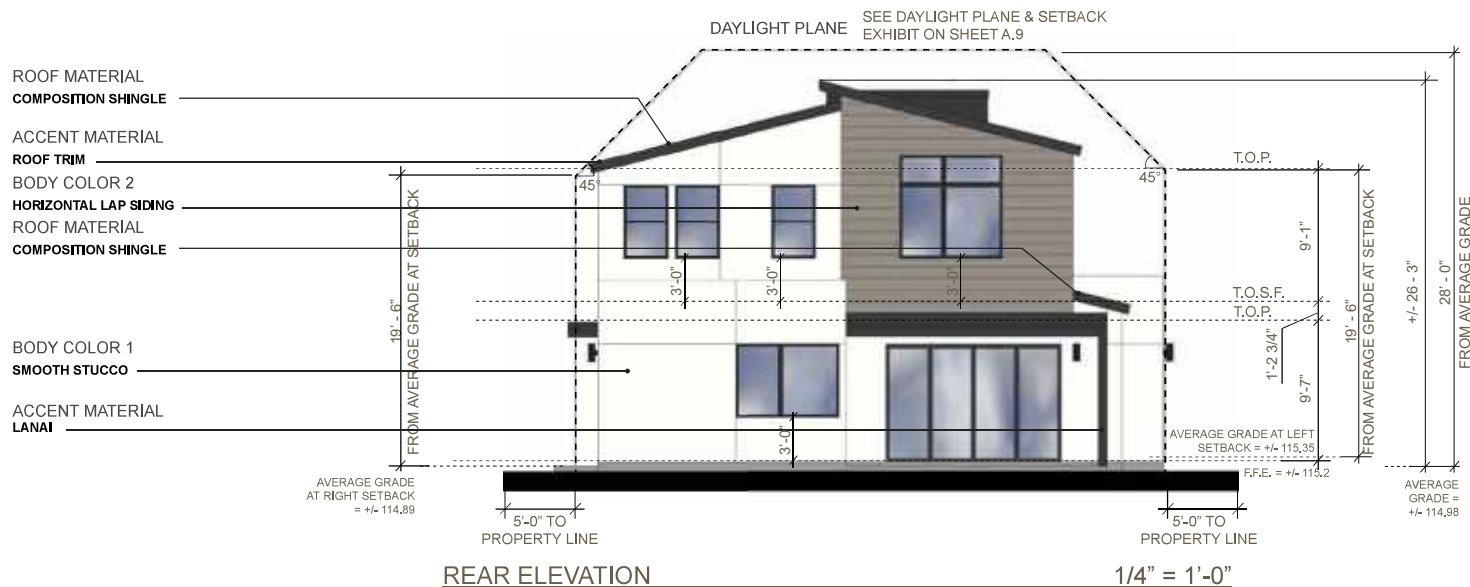 DAYLIGHT PLANE
SEE DAYLIGHT PLANE & SETBACK
EXHIBIT ON SHEET A.9
ROOF MATERIAL
COMPOSITION SHINGLE
ACCENT MATERIAL
ROOF TRIM
BODY COLOR 2
HORIZONTAL LAP SIDING
ROOF MATERIAL
COMPOSITION SHINGLE
BODY COLOR 1
SMOOTH STUCCO
ACCENT MATERIAL
LANAI
19' - 6"
FROM AVERAGE GRADE AT SETBACK
45°
45°
3'-0"
3'-0"
3'-0"
3'-0"
T.O.P.
T.O.S.F.
T.O.P.
9'-1"
1'-2 3/4"
9'-7"
19' - 6"
FROM AVERAGE GRADE AT SETBACK
+/- 26 - 3"
28' - 0"
FROM AVERAGE GRADE
AVERAGE GRADE AT LEFT
SETBACK = +/- 115.35
F.F.E. = +/- 115.2
AVERAGE GRADE
AT RIGHT SETBACK
= +/- 114.89
AVERAGE
GRADE =
+/- 114.98
5'-0" TO
PROPERTY LINE
5'-0" TO
PROPERTY LINE
REAR ELEVATION
1/4" = 1'-0"